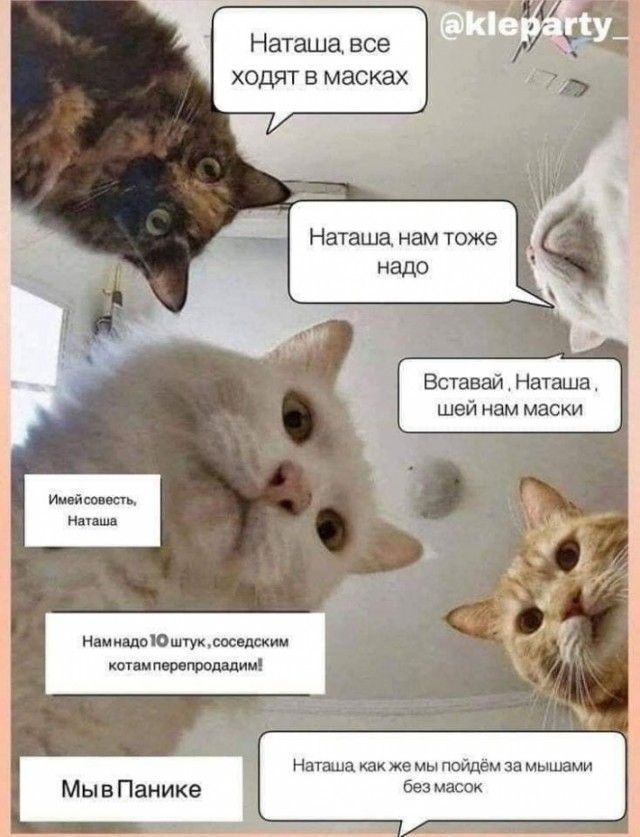 @kleparty_
Наташа, все
ходят в масках
Наташа, нам тоже
надо
Вставай , Наташа ,
шей нам маски
Имей совесть,
Наташа
Нам надо 10 штук, соседским
котам перепродадим!
Мы в Панике
Наташа, как же мы пойдём за мышами
без масок